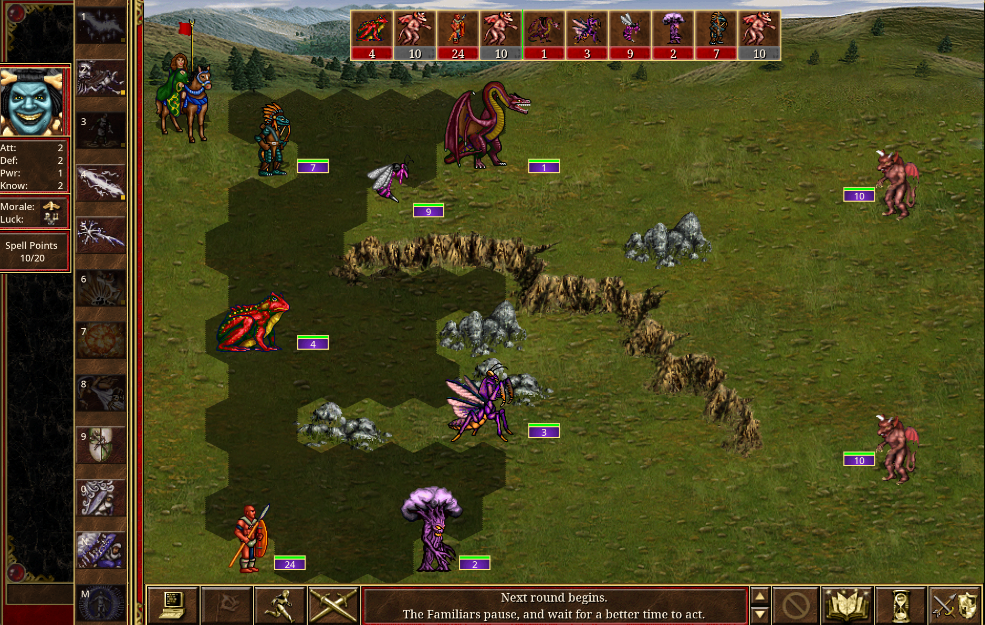 4 10 24 10 1 3 9 2 7 10
1
3
5
6
7
8
9
0
M
Att: 2
Def: 2
Pwr: 1
Know: 2
Morale:
Luck:
Spell Points
10/20
7
1
10
9
4
3
10
24
2
Next round begins.
The Familiars pause, and wait for a better time to act.